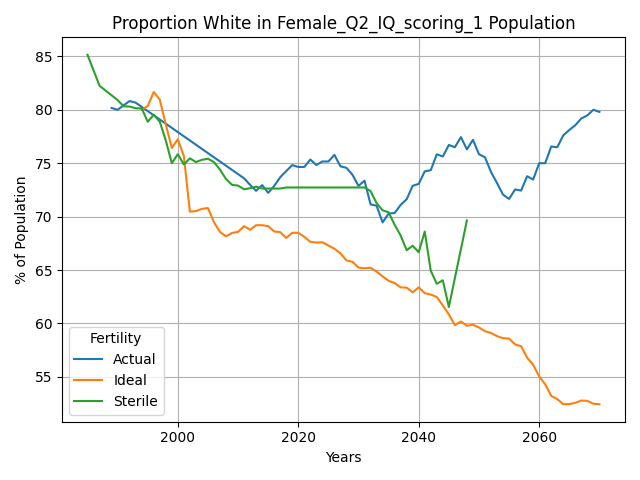 Proportion White in Female_Q2_IQ_scoring_1 Population
85
80
75
70
65
60
55
% of Population
Fertility
Actual
Ideal
Sterile
2000
2020
2040
2060
Years